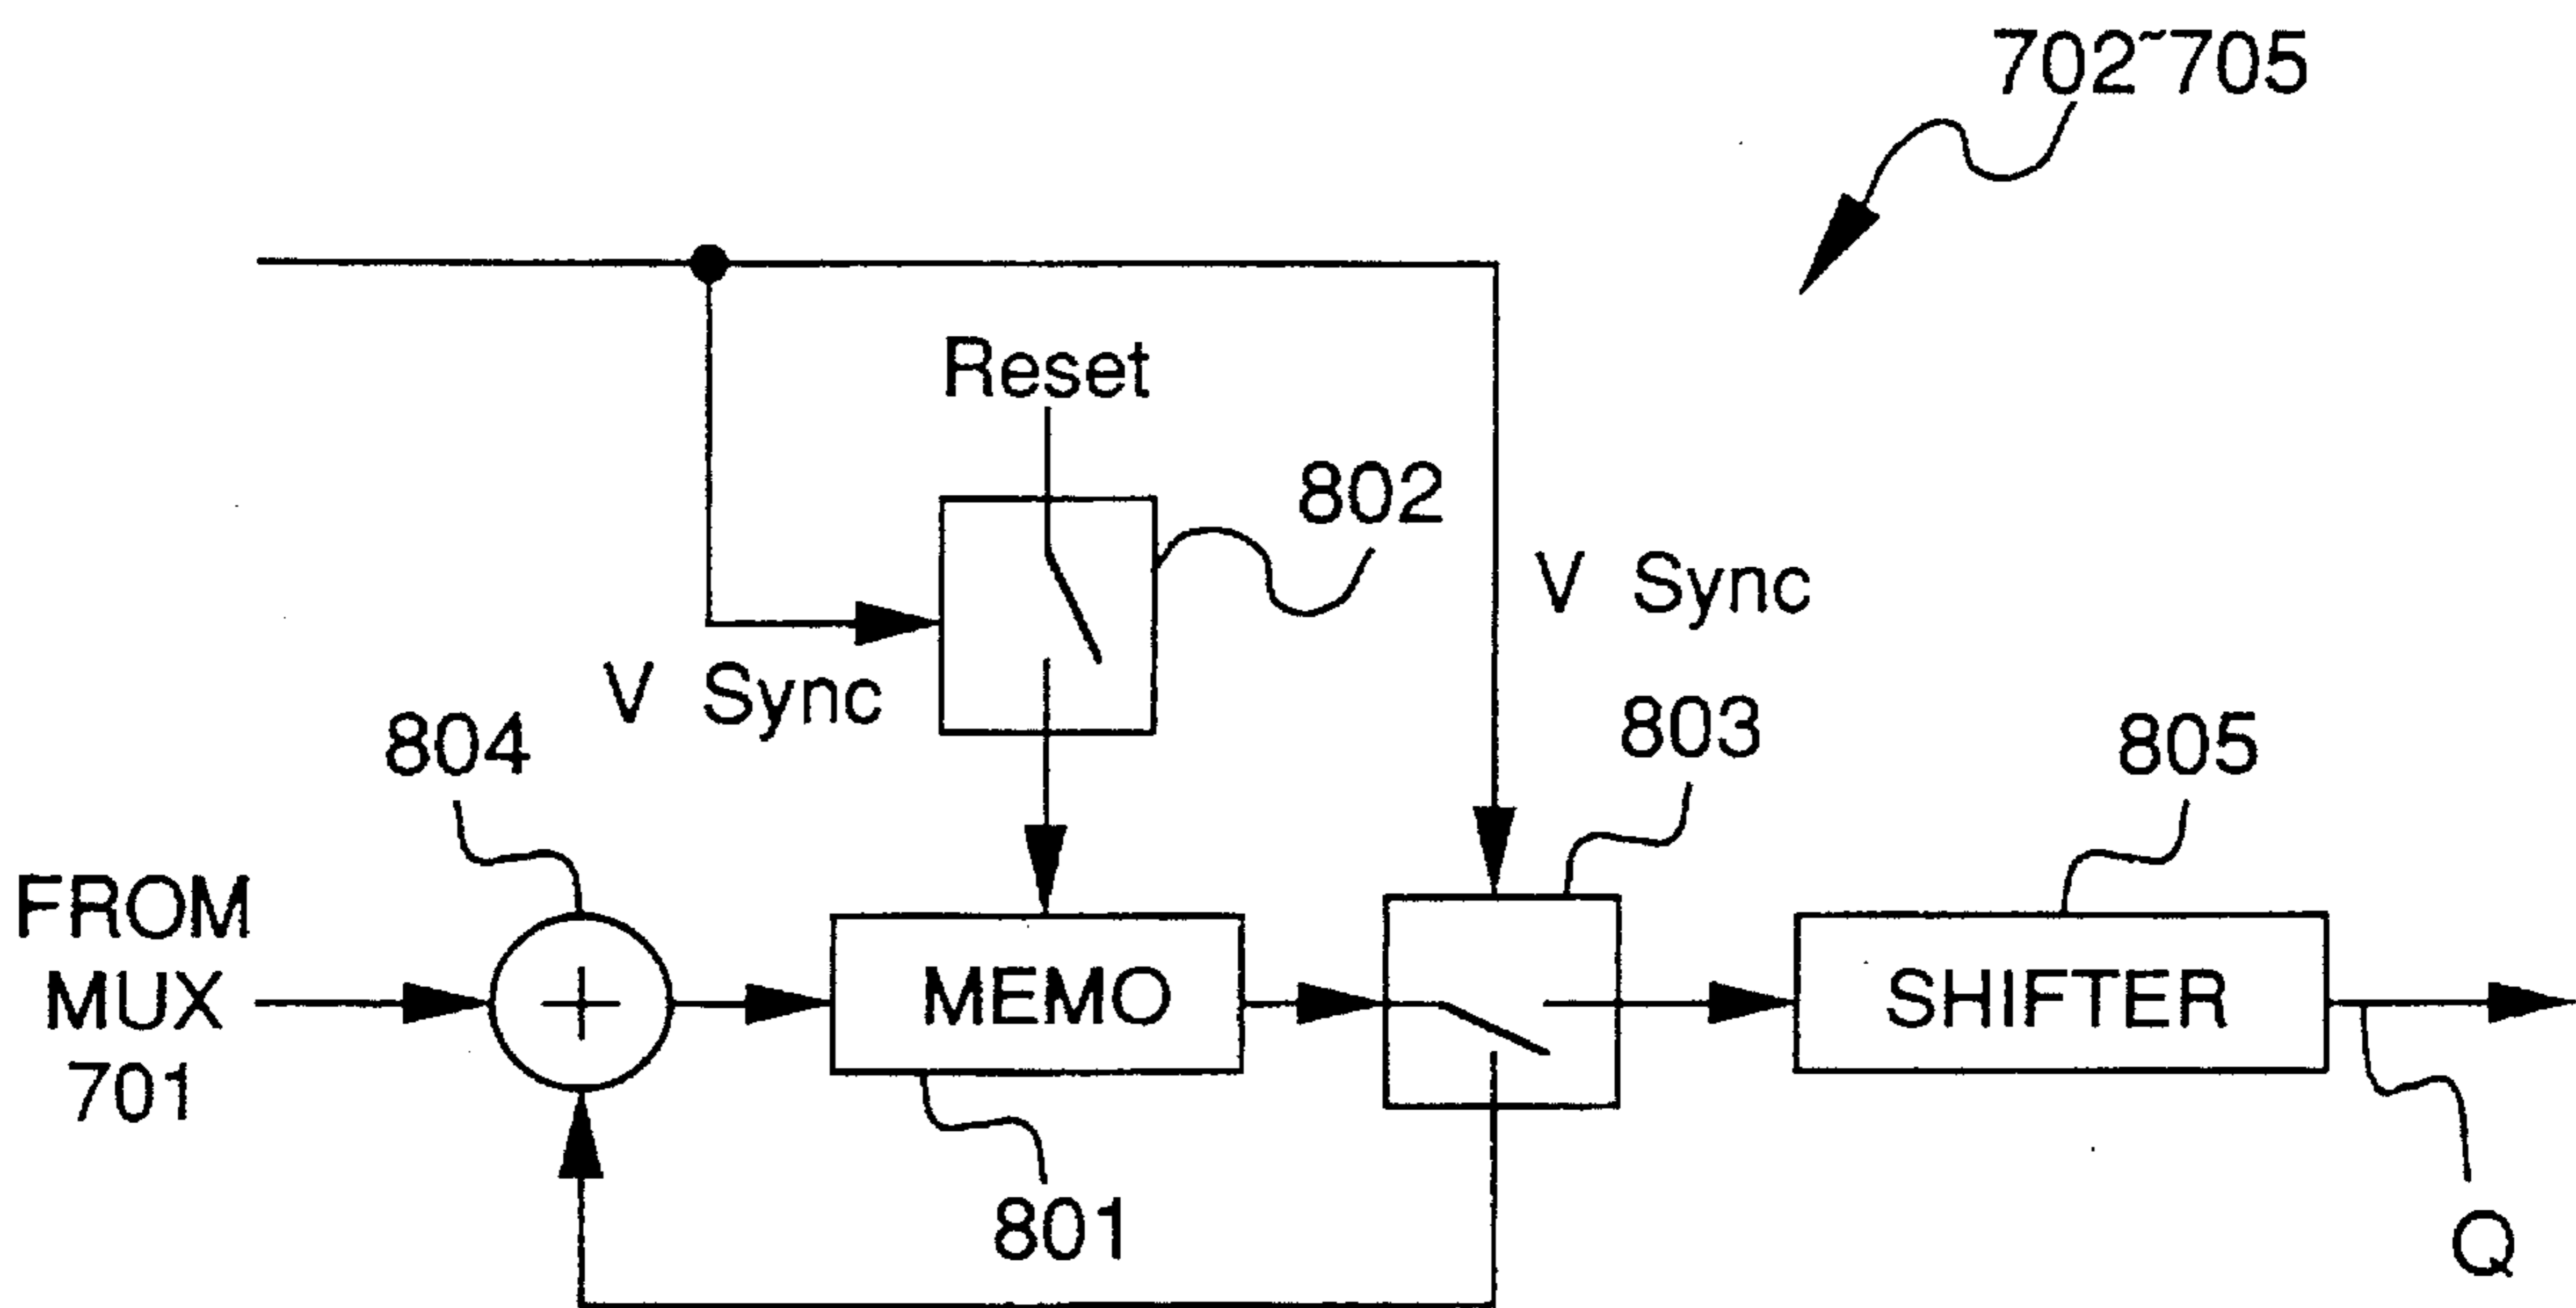 702~705
Reset
802
V Sync
V Sync
804
803
805
FROM
MUX
701
+
MEMO
SHIFTER
801
Q